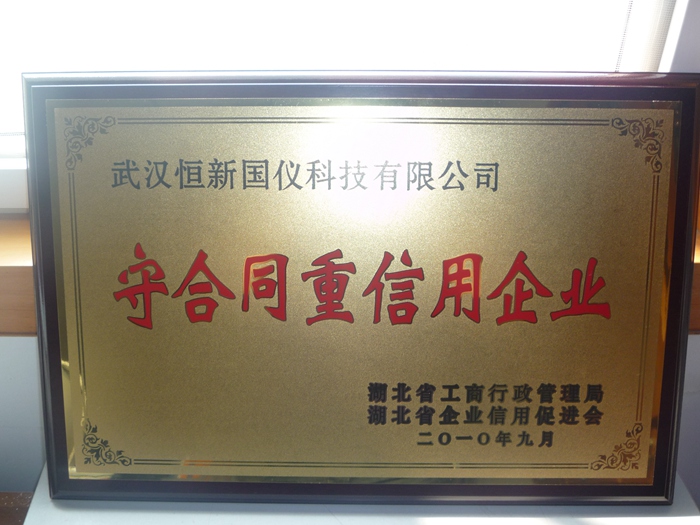 武汉恒新国仪科技有限公司
守合同重信用企业
湖北省工商行政管理局
湖北省企业信用促进会
二〇一〇年九月